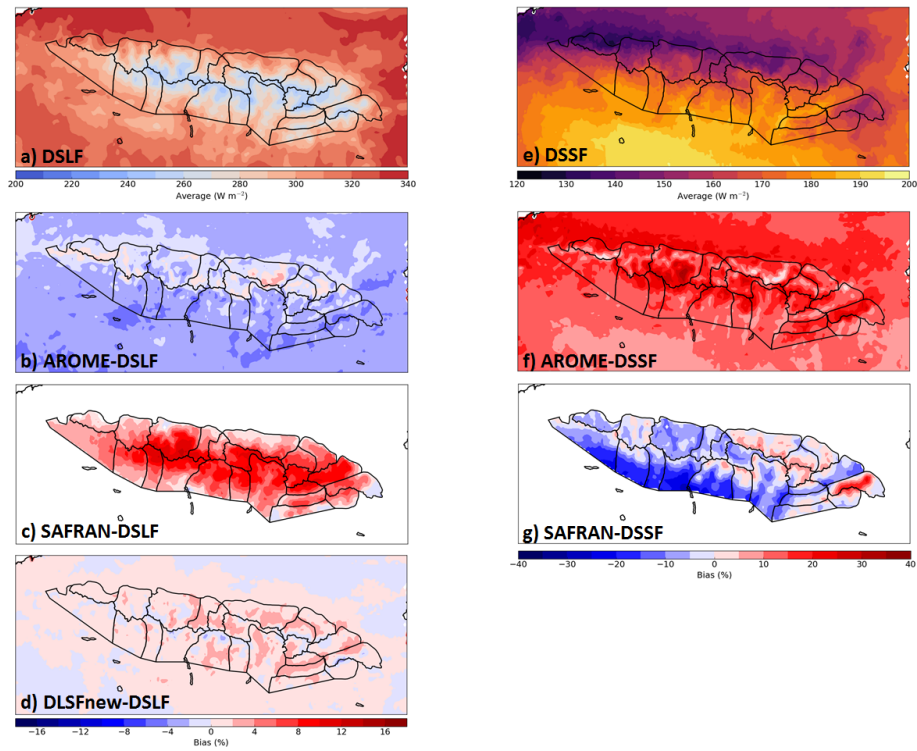 a) DSLF
200 220 240 260 280 300 320 340
Average (W m⁻²)
b) AROME-DSLF
c) SAFRAN-DSLF
d) DLSFnew-DSLF
−16 −12 −8 −4 0 4 8 12 16
Bias (%)
e) DSSF
120 130 140 150 160 170 180 190 200
Average (W m⁻²)
f) AROME-DSSF
g) SAFRAN-DSSF
−40 −30 −20 −10 0 10 20 30 40
Bias (%)